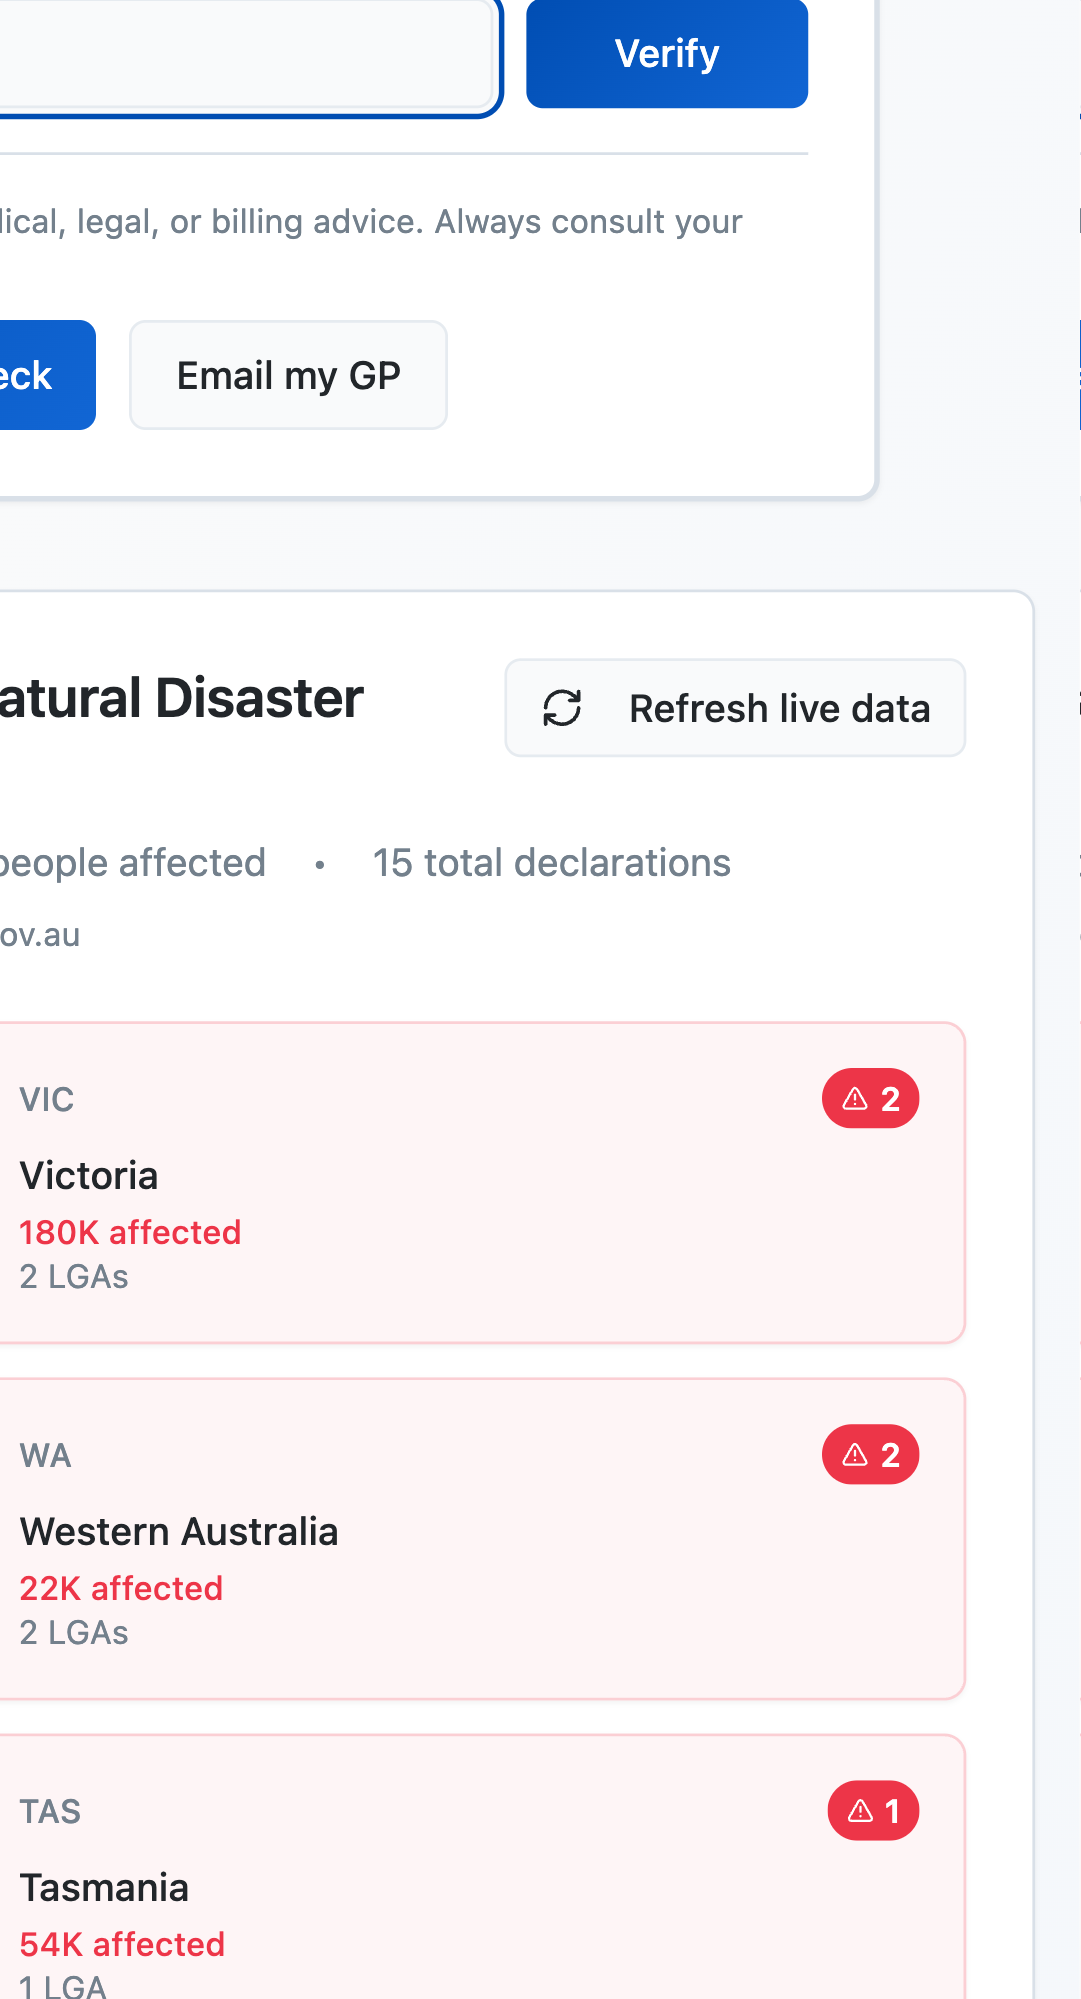 Verify
ical, legal, or billing advice. Always consult your
eck Email my GP
atural Disaster Refresh live data
people affected • 15 total declarations
ov.au
VIC 2
Victoria
180K affected
2 LGAs
WA 2
Western Australia
22K affected
2 LGAs
TAS 1
Tasmania
54K affected
1 LGA